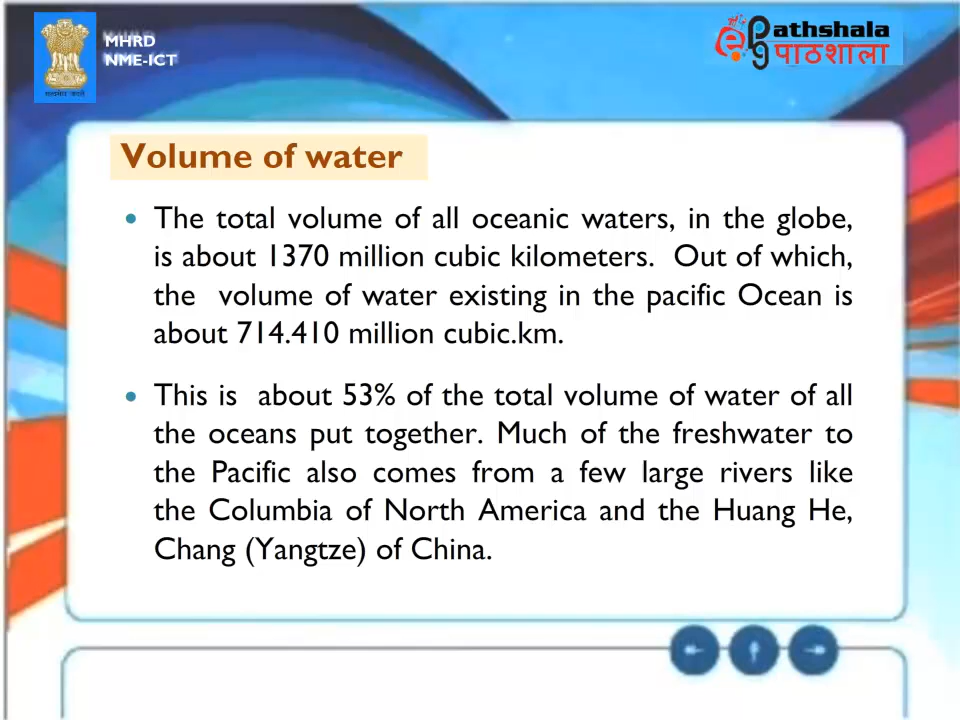 MHRD
NME-ICT
Pathshala
पाठशाला
Volume of water
• The total volume of all oceanic waters, in the globe,
is about 1370 million cubic kilometers. Out of which,
the volume of water existing in the pacific Ocean is
about 714.410 million cubic.km.
• This is about 53% of the total volume of water of all
the oceans put together. Much of the freshwater to
the Pacific also comes from a few large rivers like
the Columbia of North America and the Huang He,
Chang (Yangtze) of China.